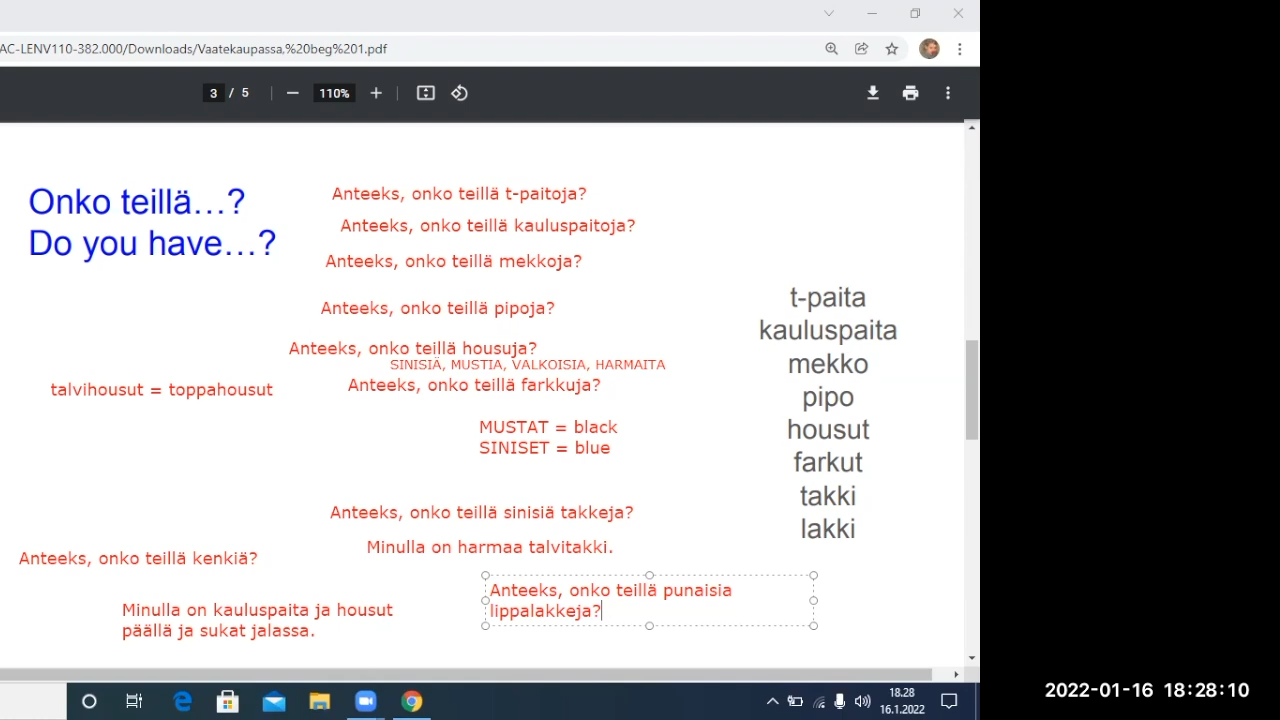 AC-LENV110-382.000/Downloads/Vaatekaupassa,%20beg%201.pdf
3 / 5
110%
Onko teillä...?
Do you have...?
Anteeks, onko teillä t-paitoja?
Anteeks, onko teillä kauluspaitoja?
Anteeks, onko teillä mekkoja?
Anteeks, onko teillä pipoja?
Anteeks, onko teillä housuja?
SINISIÄ, MUSTIA, VALKOISIA, HARMAITA
Anteeks, onko teillä farkkuja?
talvihousut = toppahousut
MUSTAT = black
SINISET = blue
t-paita
kauluspaita
mekko
pipo
housut
farkut
takki
lakki
Anteeks, onko teillä sinisiä takkeja?
Minulla on harmaa talvitakki.
Anteeks, onko teillä kenkiä?
Anteeks, onko teillä punaisia
lippalakkeja?
Minulla on kauluspaita ja housut
päällä ja sukat jalassa.
18.28
16.1.2022
2022-01-16 18:28:10